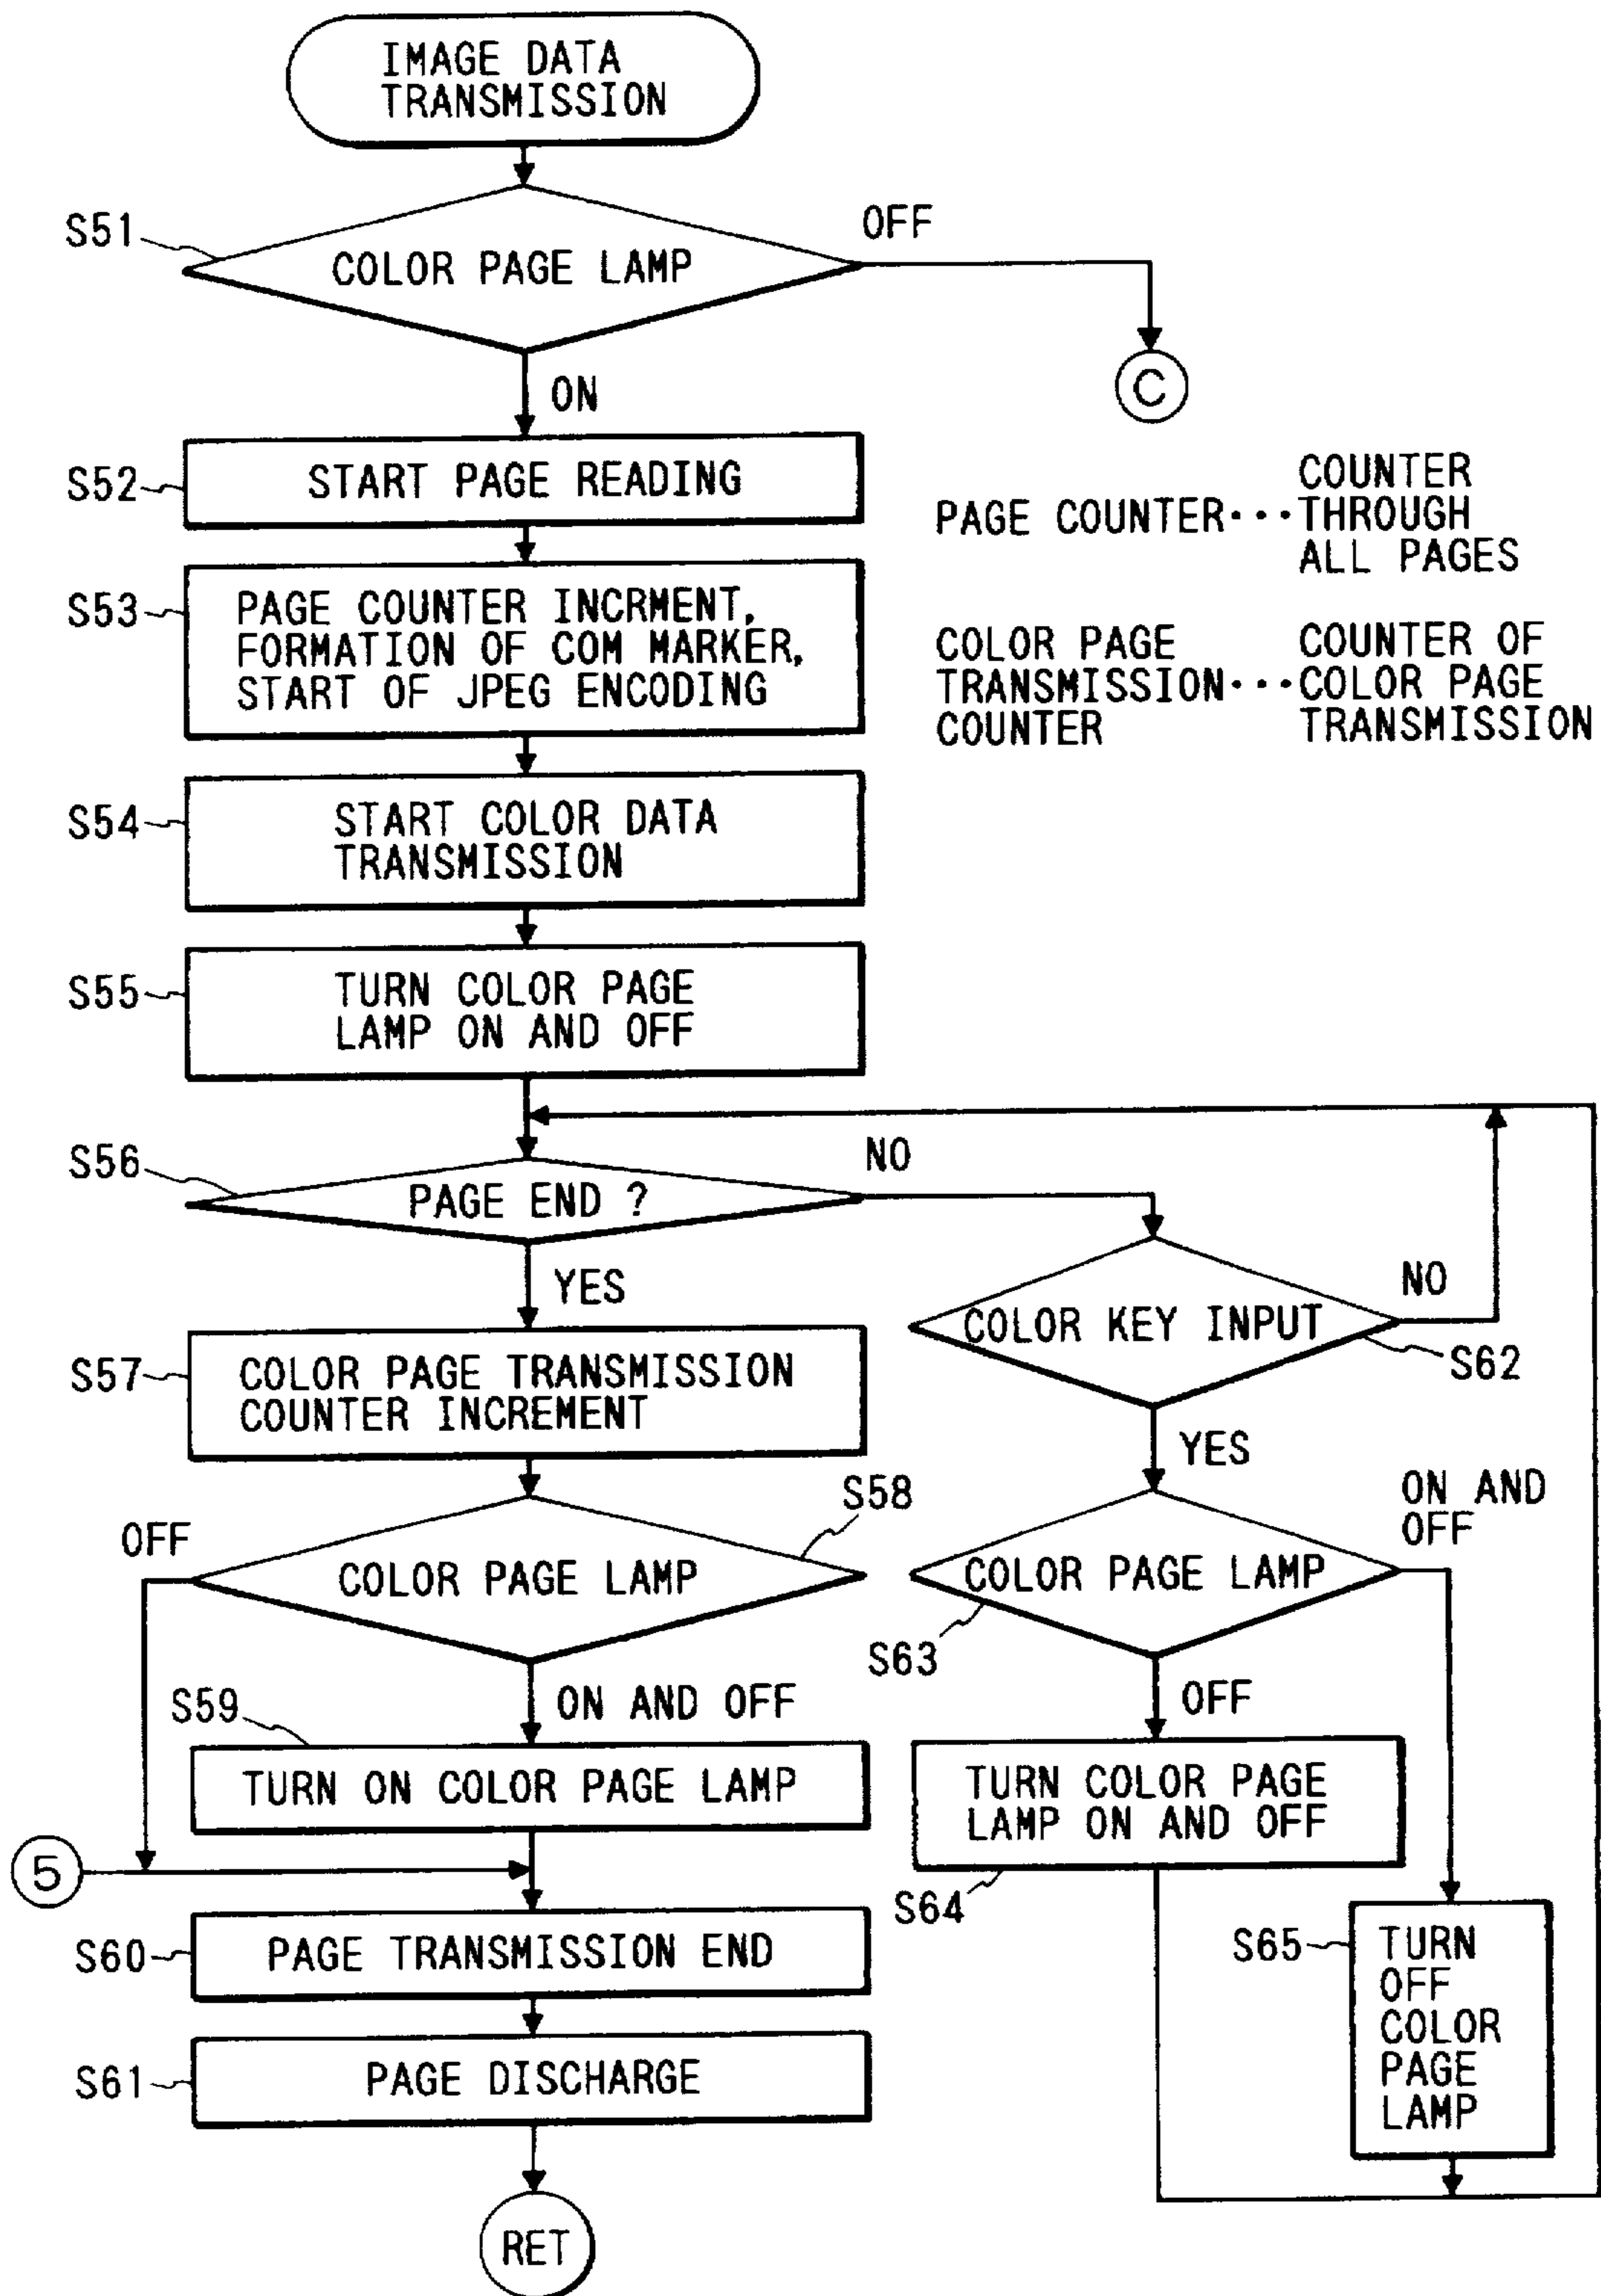 IMAGE DATA
TRANSMISSION
S51
COLOR PAGE LAMP
OFF
ON
C
S52
START PAGE READING
PAGE COUNTER···
COUNTER
THROUGH
ALL PAGES
S53
PAGE COUNTER INCRMENT,
FORMATION OF COM MARKER,
START OF JPEG ENCODING
COLOR PAGE
TRANSMISSION···
COUNTER
COUNTER OF
COLOR PAGE
TRANSMISSION
S54
START COLOR DATA
TRANSMISSION
S55
TURN COLOR PAGE
LAMP ON AND OFF
S56
PAGE END ?
NO
YES
COLOR KEY INPUT
NO
S62
YES
S57
COLOR PAGE TRANSMISSION
COUNTER INCREMENT
S58
OFF
COLOR PAGE LAMP
ON AND OFF
COLOR PAGE LAMP
ON AND
OFF
S63
OFF
S59
TURN ON COLOR PAGE LAMP
TURN COLOR PAGE
LAMP ON AND OFF
S64
5
S60
PAGE TRANSMISSION END
S65
TURN
OFF
COLOR
PAGE
LAMP
S61
PAGE DISCHARGE
RET